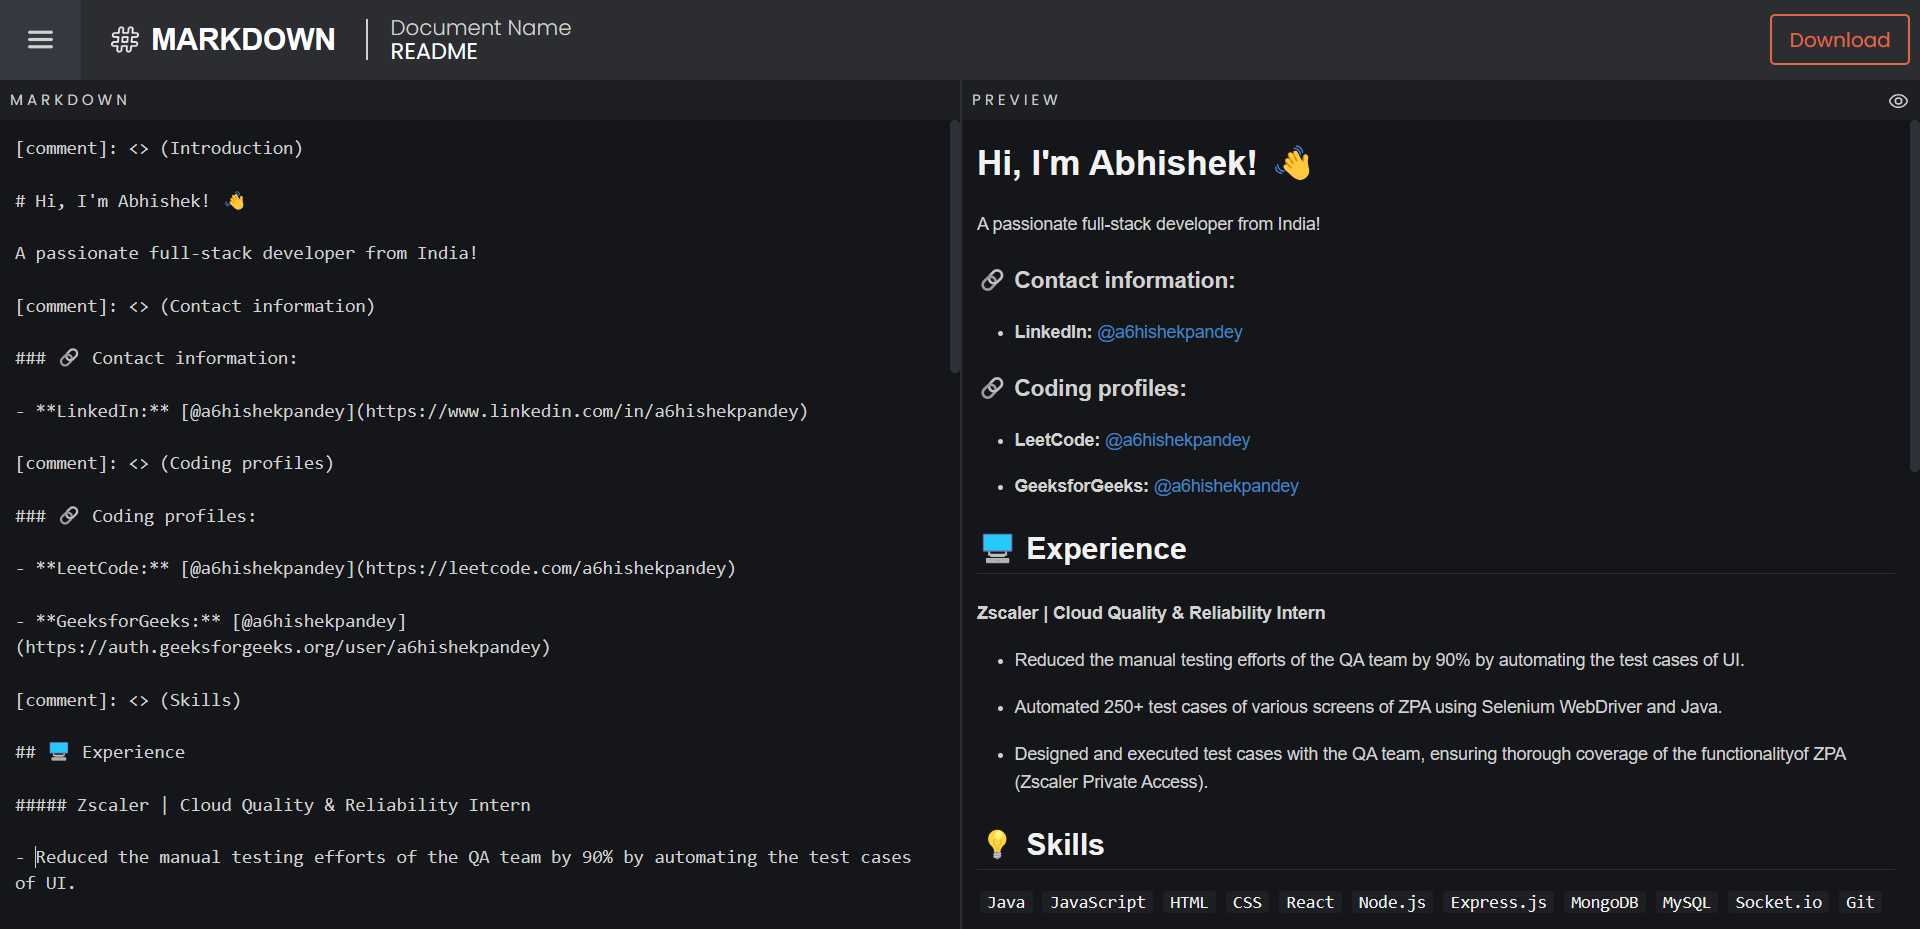 MARKDOWN
Document Name
README
Download
MARKDOWN
[comment]: <> (Introduction)
# Hi, I'm Abhishek! 👋
A passionate full-stack developer from India!
[comment]: <> (Contact information)
### 🔗 Contact information:
- **LinkedIn:** [@a6hishekpandey](https://www.linkedin.com/in/a6hishekpandey)
[comment]: <> (Coding profiles)
### 🔗 Coding profiles:
- **LeetCode:** [@a6hishekpandey](https://leetcode.com/a6hishekpandey)
- **GeeksforGeeks:** [@a6hishekpandey]
(https://auth.geeksforgeeks.org/user/a6hishekpandey)
[comment]: <> (Skills)
## 🖥️ Experience
##### Zscaler | Cloud Quality & Reliability Intern
- Reduced the manual testing efforts of the QA team by 90% by automating the test cases
of UI.
PREVIEW
Hi, I'm Abhishek! 👋
A passionate full-stack developer from India!
🔗 Contact information:
• LinkedIn: @a6hishekpandey
🔗 Coding profiles:
• LeetCode: @a6hishekpandey
• GeeksforGeeks: @a6hishekpandey
🖥️ Experience
Zscaler | Cloud Quality & Reliability Intern
• Reduced the manual testing efforts of the QA team by 90% by automating the test cases of UI.
• Automated 250+ test cases of various screens of ZPA using Selenium WebDriver and Java.
• Designed and executed test cases with the QA team, ensuring thorough coverage of the functionalityof ZPA
(Zscaler Private Access).
💡 Skills
Java JavaScript HTML CSS React Node.js Express.js MongoDB MySQL Socket.io Git